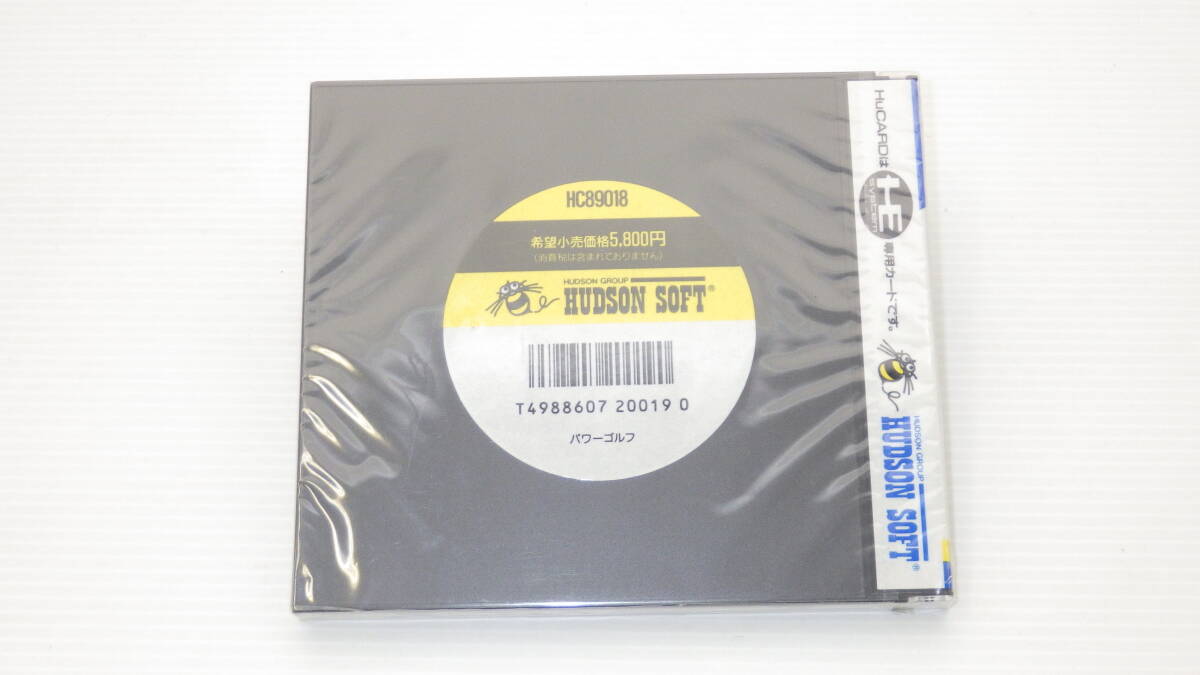 HC89018
希望小売価格5,800円
(消費税は含まれておりません)
HUDSON GROUP
HUDSON SOFT®
T4988607 20019 0
パワーゴルフ
HuCARDは
HE
system
専用カードです。
HUDSON GROUP
HUDSON SOFT®